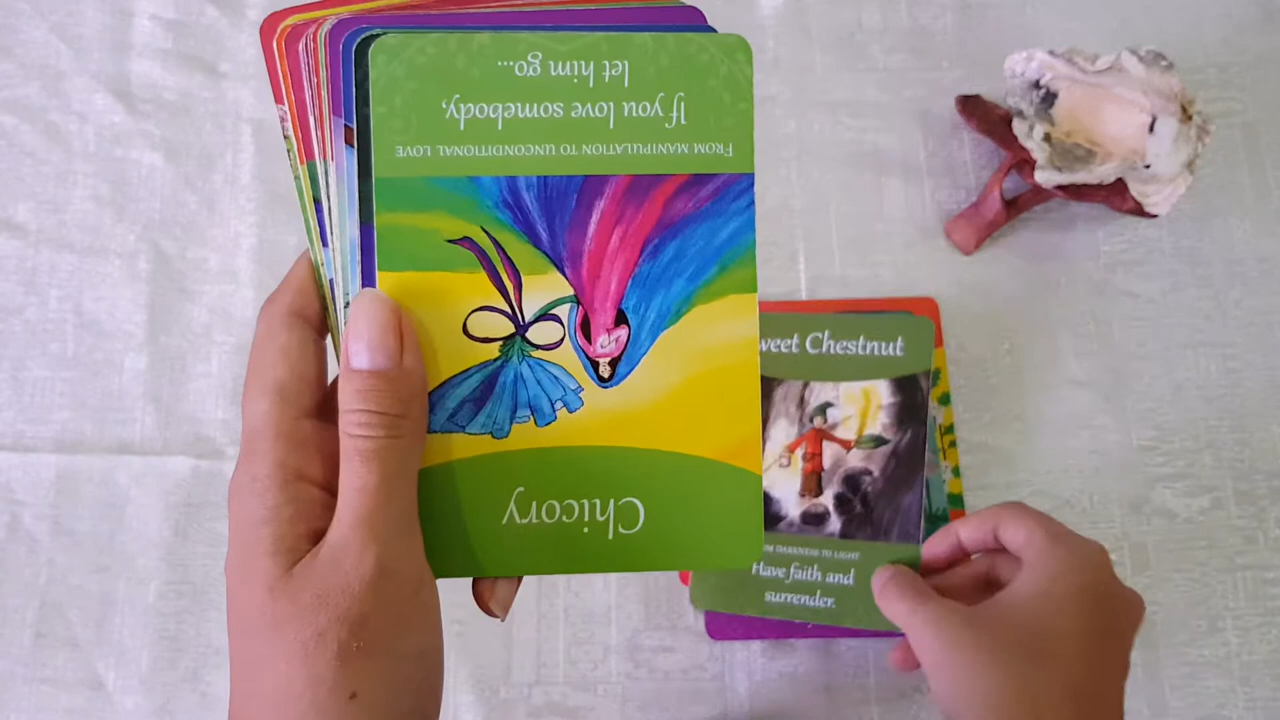 Chicory
FROM MANIPULATION TO UNCONDITIONAL LOVE
If you love somebody,
let him go...
weet Chestnut
M DARKNESS TO LIGHT
Have faith and
surrender.